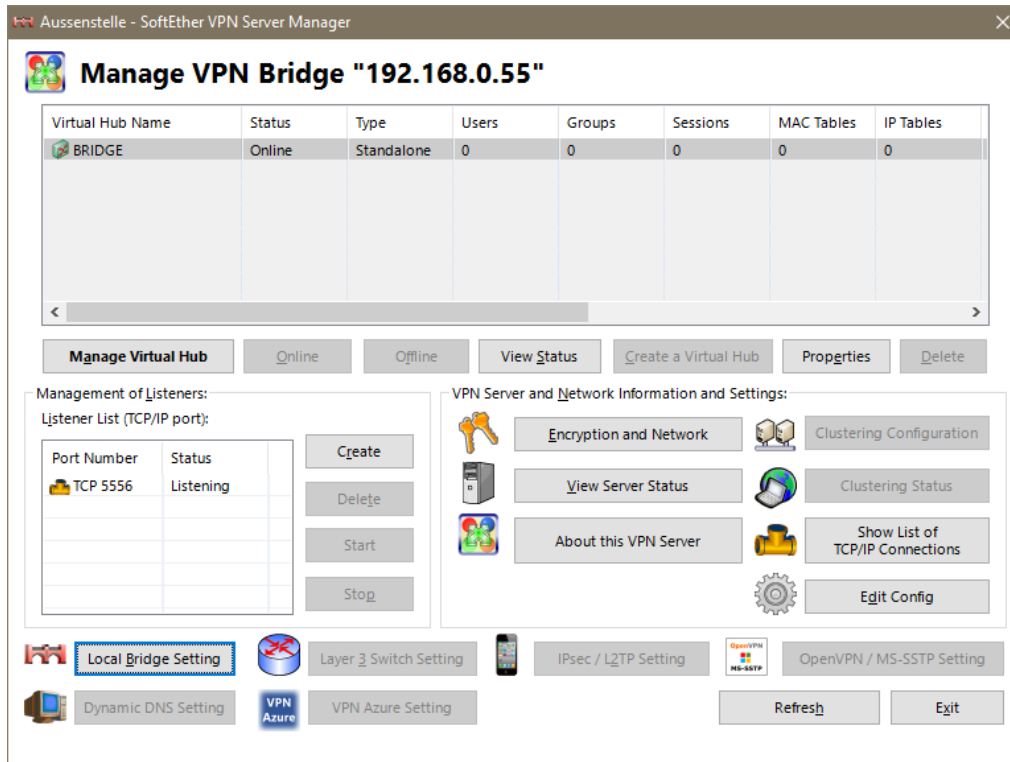 Aussenstelle - SoftEther VPN Server Manager
Manage VPN Bridge "192.168.0.55"
Virtual Hub Name Status Type Users Groups Sessions MAC Tables IP Tables
BRIDGE Online Standalone 0 0 0 0 0
Manage Virtual Hub Online Offline View Status Create a Virtual Hub Properties Delete
Management of Listeners:
Listener List (TCP/IP port):
Port Number Status
TCP 5556 Listening
Create
Delete
Start
Stop
VPN Server and Network Information and Settings:
Encryption and Network Clustering Configuration
View Server Status Clustering Status
About this VPN Server Show List of
TCP/IP Connections
Edit Config
Local Bridge Setting Layer 3 Switch Setting IPsec / L2TP Setting OpenVPN MS-SSTP OpenVPN / MS-SSTP Setting
Dynamic DNS Setting VPN Azure VPN Azure Setting Refresh Exit